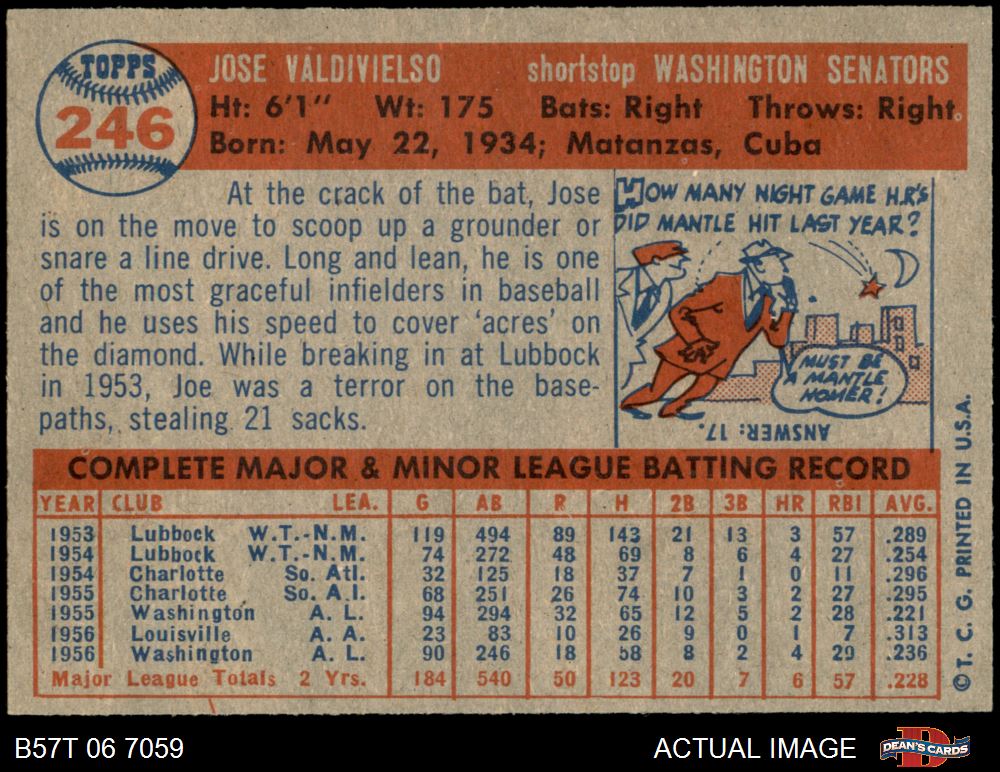 TOPPS
246
JOSE VALDIVIELSO shortstop WASHINGTON SENATORS
Ht: 6'1" Wt: 175 Bats: Right Throws: Right
Born: May 22, 1934; Matanzas, Cuba
At the crack of the bat, Jose
is on the move to scoop up a grounder or
snare a line drive. Long and lean, he is one
of the most graceful infielders in baseball
and he uses his speed to cover 'acres' on
the diamond. While breaking in at Lubbock
in 1953, Joe was a terror on the base-
paths, stealing 21 sacks.
HOW MANY NIGHT GAME H.R'S
DID MANTLE HIT LAST YEAR?
MUST BE
A MANTLE
HOMER!
ANSWER: 17.
COMPLETE MAJOR & MINOR LEAGUE BATTING RECORD
YEAR CLUB LEA. G AB R H 2B 3B HR RBI AVG.
1953 Lubbock W.T.-N.M. 119 494 89 143 21 13 3 57 .289
1954 Lubbock W.T.-N.M. 74 272 48 69 8 6 4 27 .254
1954 Charlotte So. Atl. 32 125 18 37 7 1 0 11 .296
1955 Charlotte So. A.l. 68 251 26 74 10 3 2 27 .295
1955 Washington A. L. 94 294 32 65 12 5 2 28 .221
1956 Louisville A. A. 23 83 10 26 9 0 1 7 .313
1956 Washington A. L. 90 246 18 58 8 2 4 29 .236
Major League Totals 2 Yrs. 184 540 50 123 20 7 6 57 .228
©T. C. G. PRINTED IN U.S.A.
B57T 06 7059 ACTUAL IMAGE DEAN'S CARDS